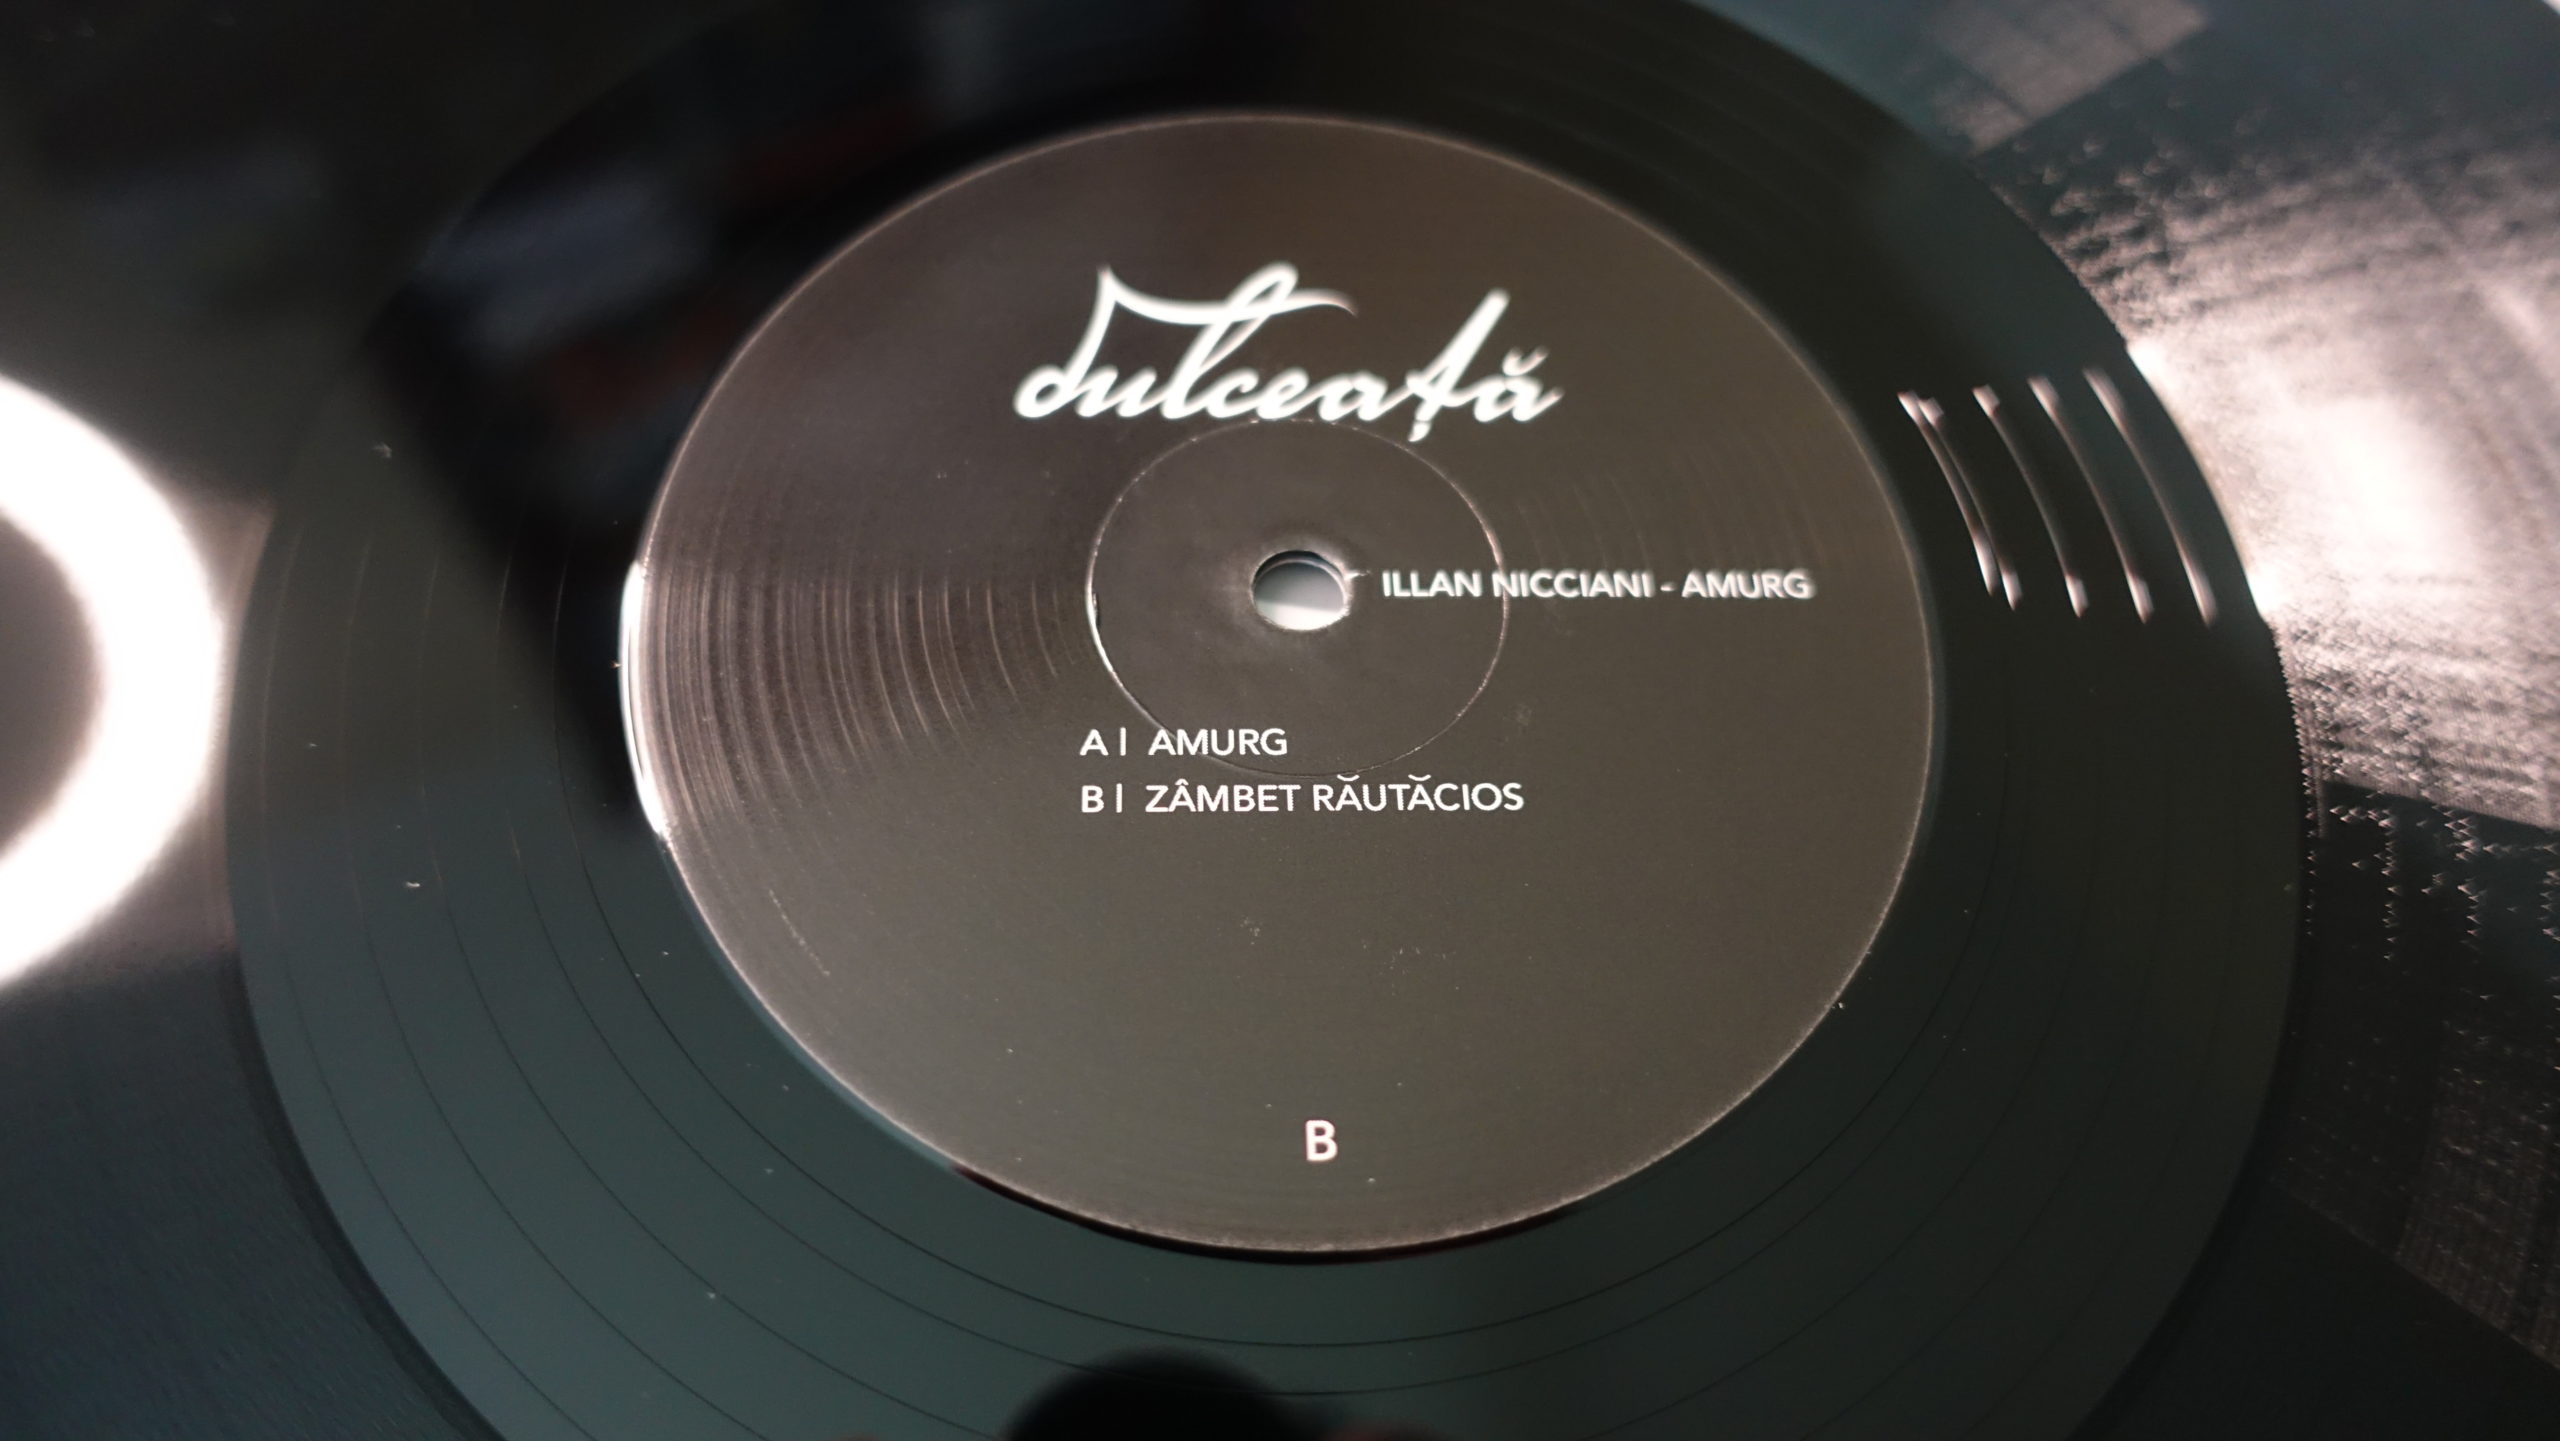 dulceață
ILLAN NICCIANI - AMURG
A | AMURG
B | ZÂMBET RĂUTĂCIOS
B